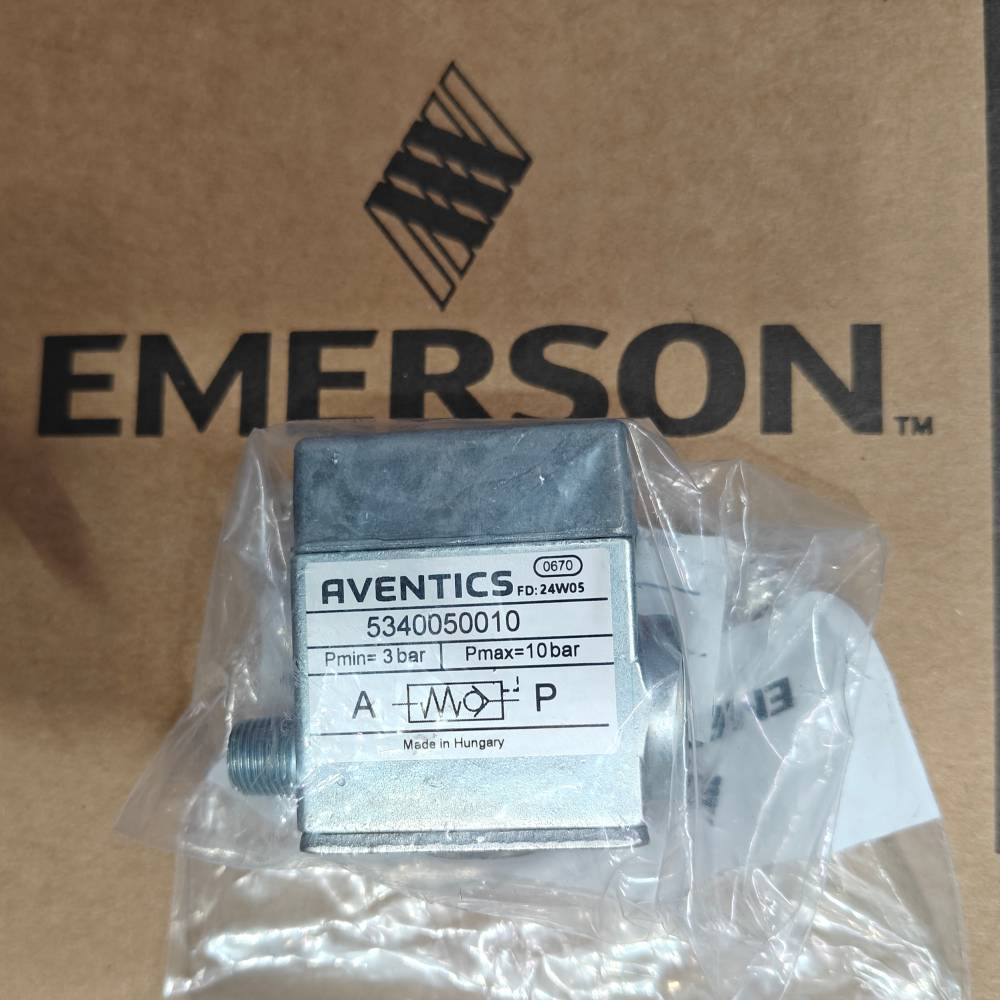 EMERSON™
AVENTICS 0670
FD: 24W05
5340050010
Pmin= 3 bar Pmax=10 bar
A P
Made in Hungary